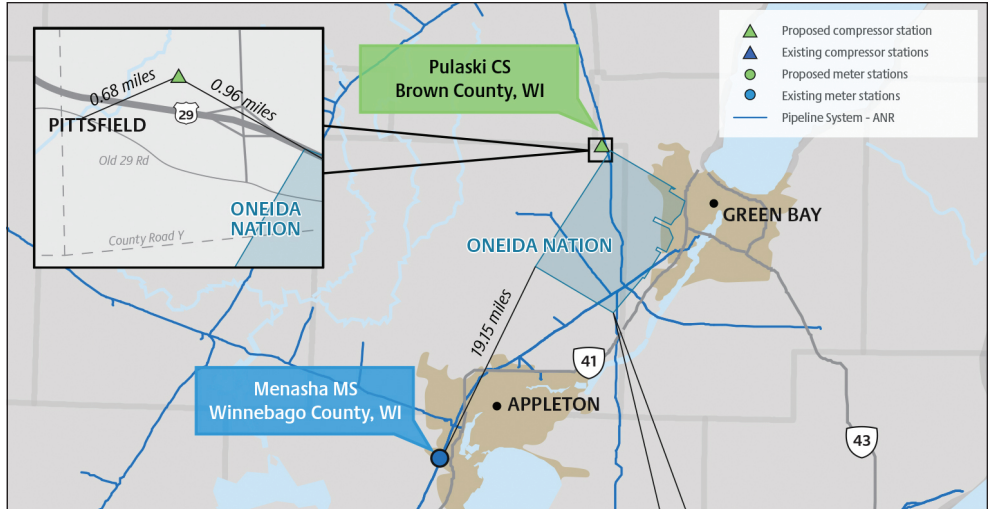 0.68 miles
0.96 miles
29
PITTSFIELD
Old 29 Rd
ONEIDA
NATION
County Road Y
Pulaski CS
Brown County, WI
Proposed compressor station
Existing compressor stations
Proposed meter stations
Existing meter stations
Pipeline System - ANR
GREEN BAY
ONEIDA NATION
19.15 miles
41
Menasha MS
Winnebago County, WI
APPLETON
43